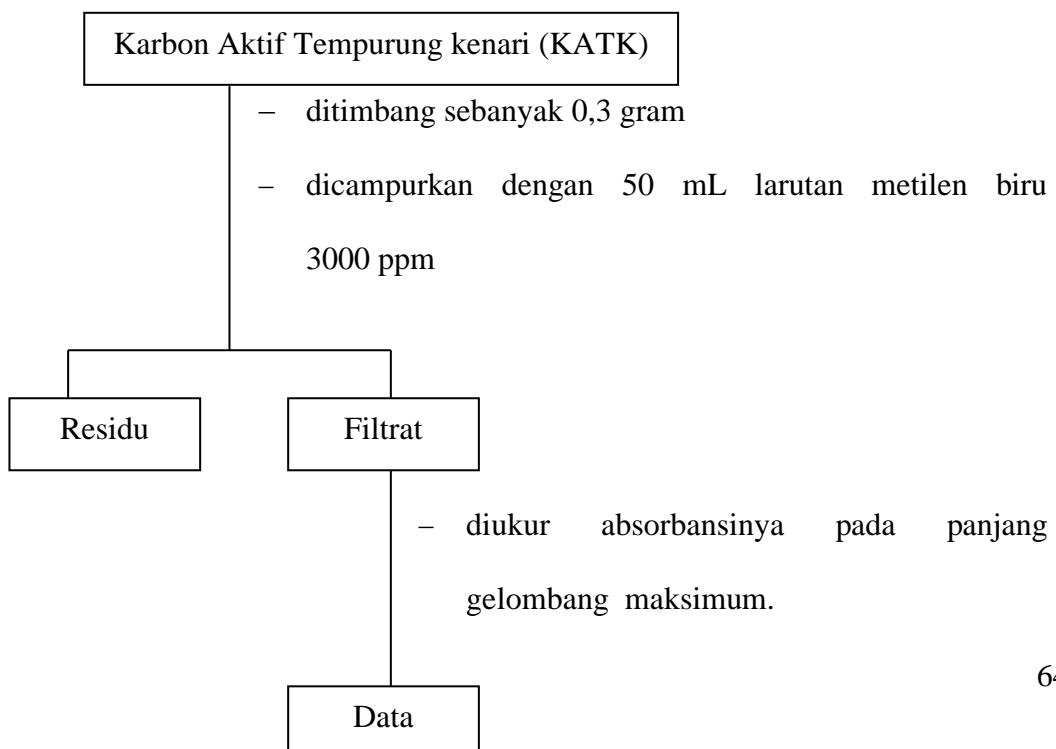 Karbon Aktif Tempurung kenari (KATK)
– ditimbang sebanyak 0,3 gram
– dicampurkan dengan 50 mL larutan metilen biru
3000 ppm
Residu
Filtrat
– diukur absorbansinya pada panjang
gelombang maksimum.
64
Data